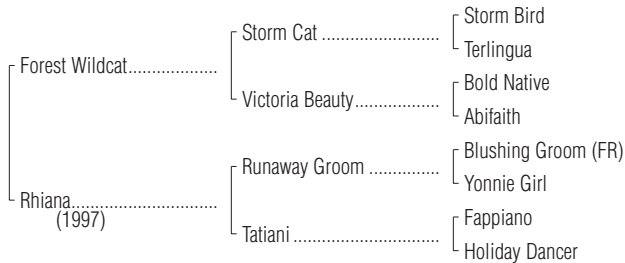 Storm Bird
Storm Cat ......................
Terlingua
Forest Wildcat..................
Bold Native
Victoria Beauty.................
Abifaith
Blushing Groom (FR)
Runaway Groom ..............
Yonnie Girl
Rhiana.............................
(1997)
Fappiano
Tatiani .............................
Holiday Dancer